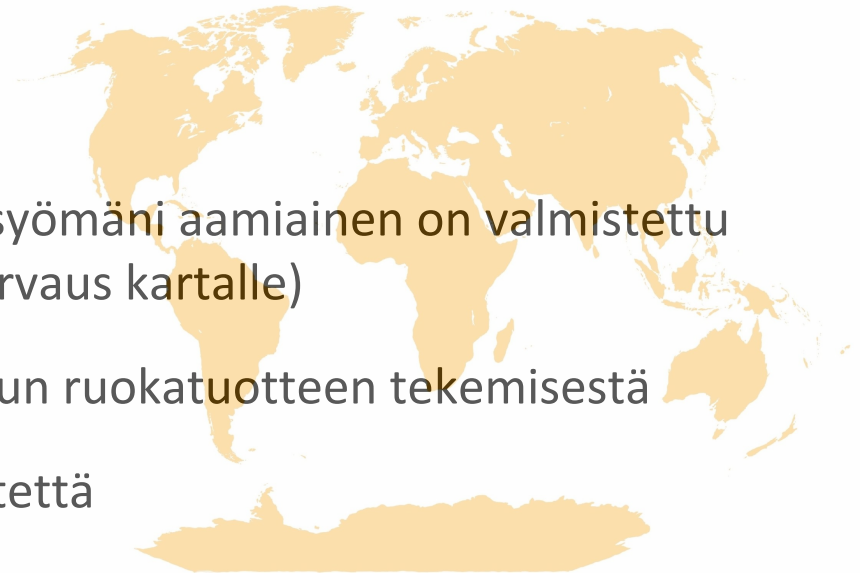 syömäni aamiainen on valmistettu
rvaus kartalle)
un ruokatuotteen tekemisestä
tettä